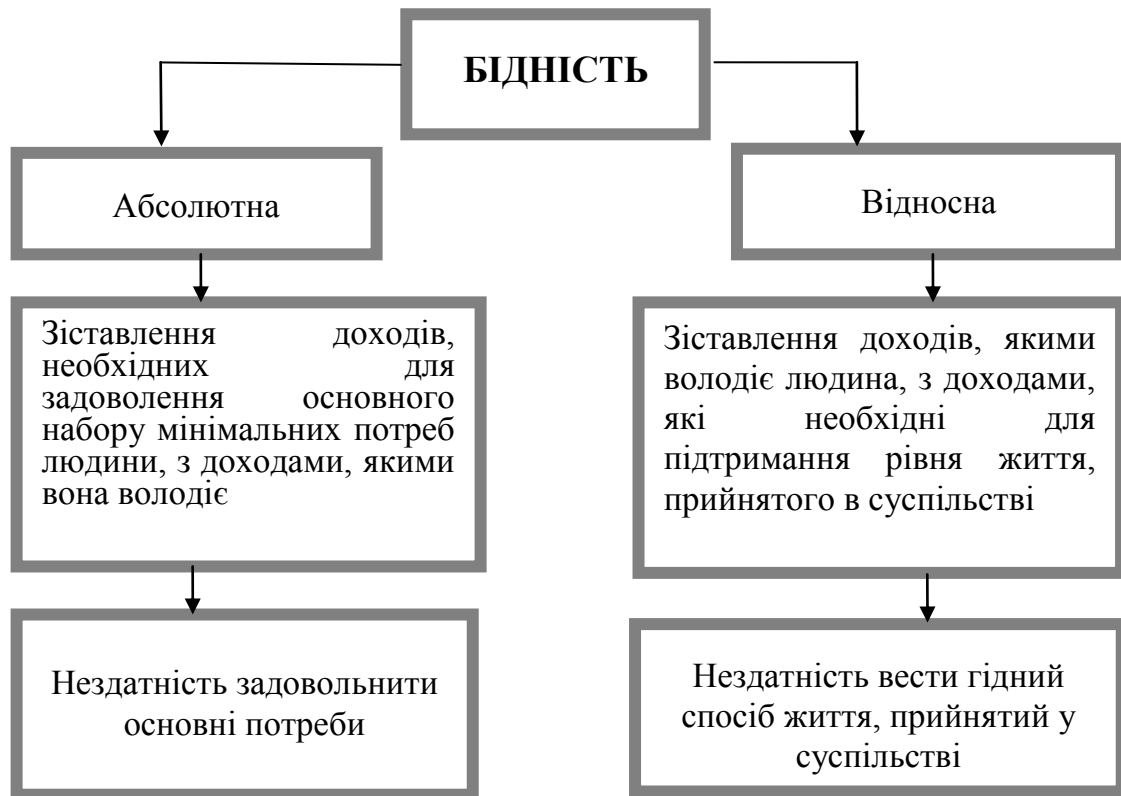 БІДНІСТЬ
Абсолютна
Відносна
Зіставлення доходів,
необхідних для
задоволення основного
набору мінімальних потреб
людини, з доходами, якими
вона володіє
Зіставлення доходів, якими
володіє людина, з доходами,
які необхідні для
підтримання рівня життя,
прийнятого в суспільстві
Нездатність задовольнити
основні потреби
Нездатність вести гідний
спосіб життя, прийнятий у
суспільстві